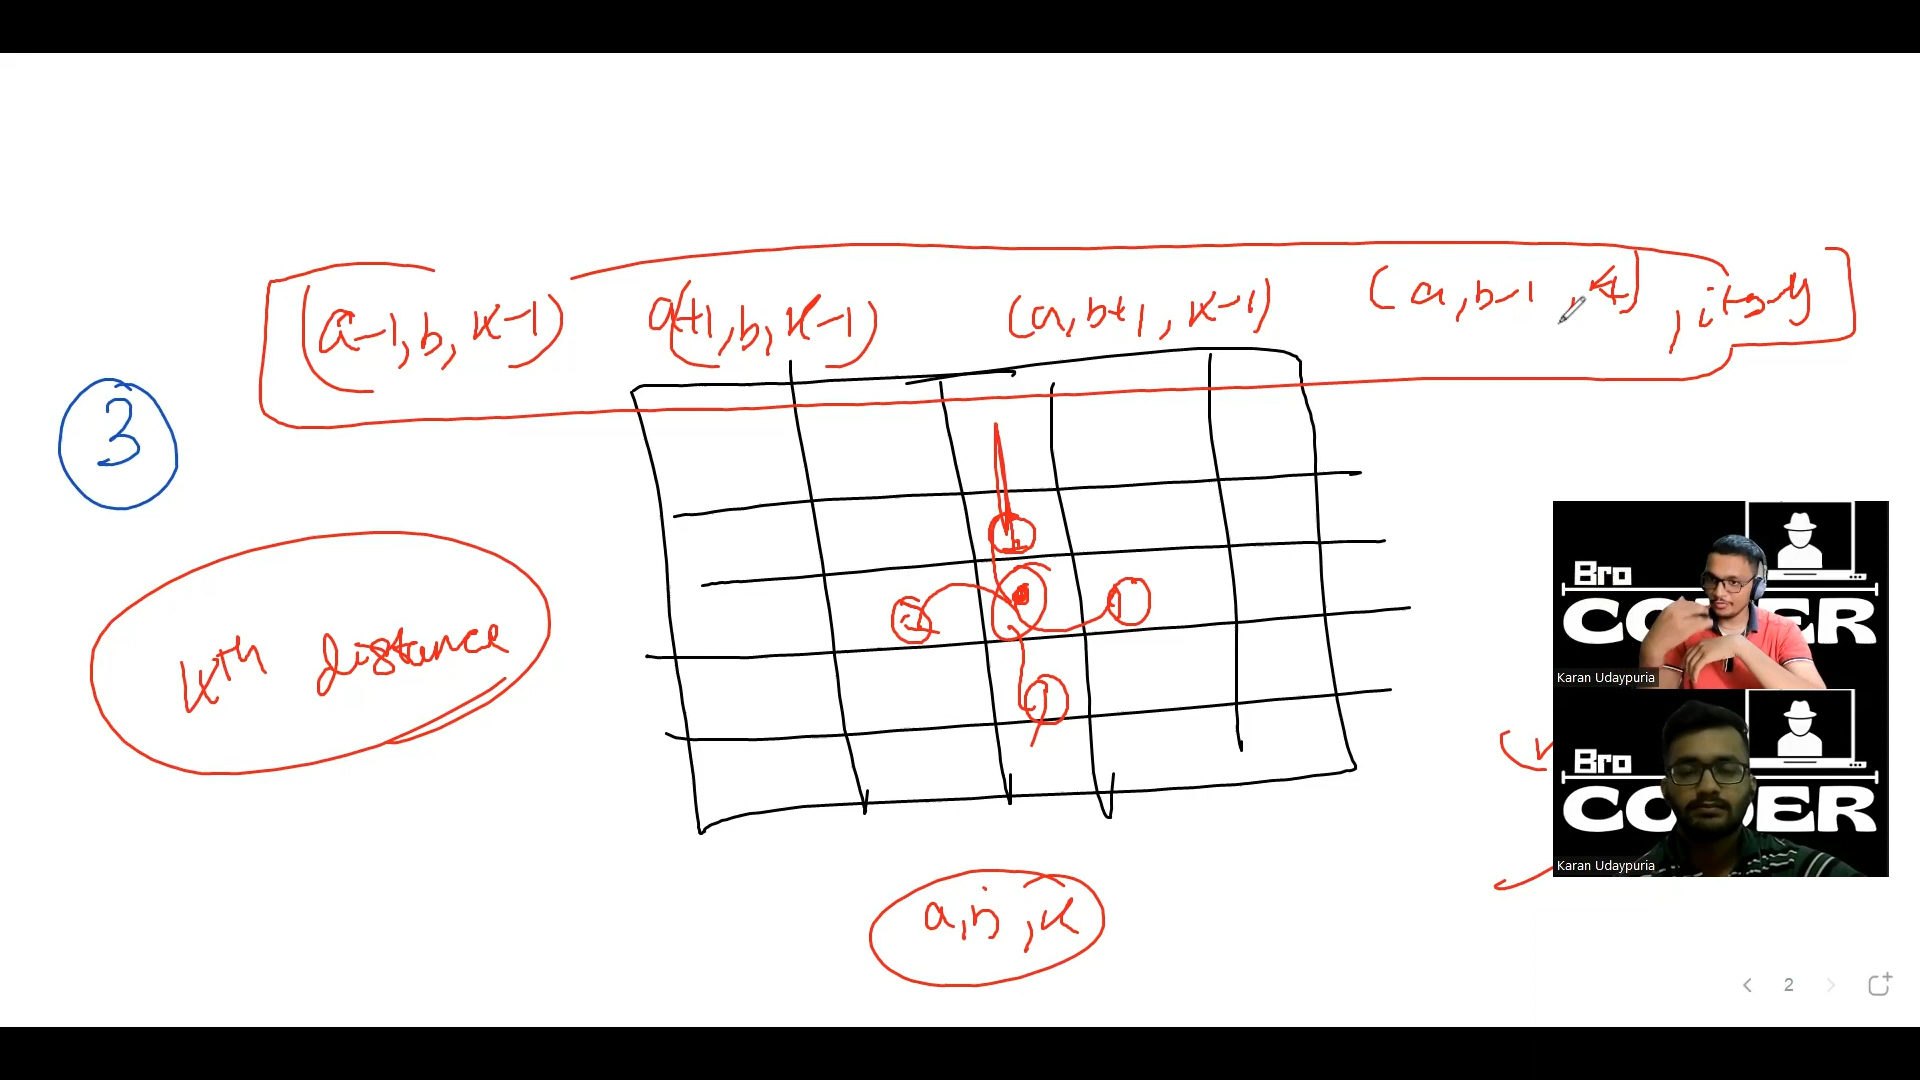 (a-1, b, k-1) a+1, b, k-1) (a, b+1, k-1) (a, b-1,
3
kth distance
a, b, k
Bro
CODER
Karan Udaypuria
Bro
CODER
Karan Udaypuria
2